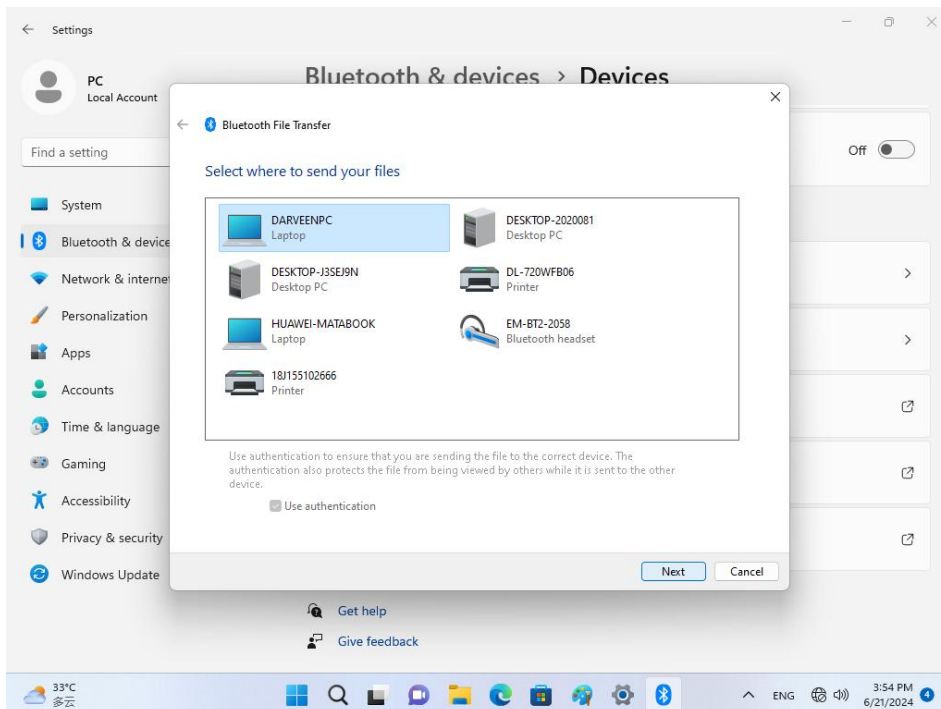 Settings
PC
Local Account
Find a setting
System
Bluetooth & device
Network & interne
Personalization
Apps
Accounts
Time & language
Gaming
Accessibility
Privacy & security
Windows Update
Bluetooth & devices > Devices
Off
Bluetooth File Transfer
Select where to send your files
DARVEENPC
Laptop
DESKTOP-2020081
Desktop PC
DESKTOP-J3SEJ9N
Desktop PC
DL-720WFB06
Printer
HUAWEI-MATABOOK
Laptop
EM-BT2-2058
Bluetooth headset
18J155102666
Printer
Use authentication to ensure that you are sending the file to the correct device. The
authentication also protects the file from being viewed by others while it is sent to the other
device.
Use authentication
Next
Cancel
Get help
Give feedback
33°C
多云
ENG
3:54 PM
6/21/2024
4